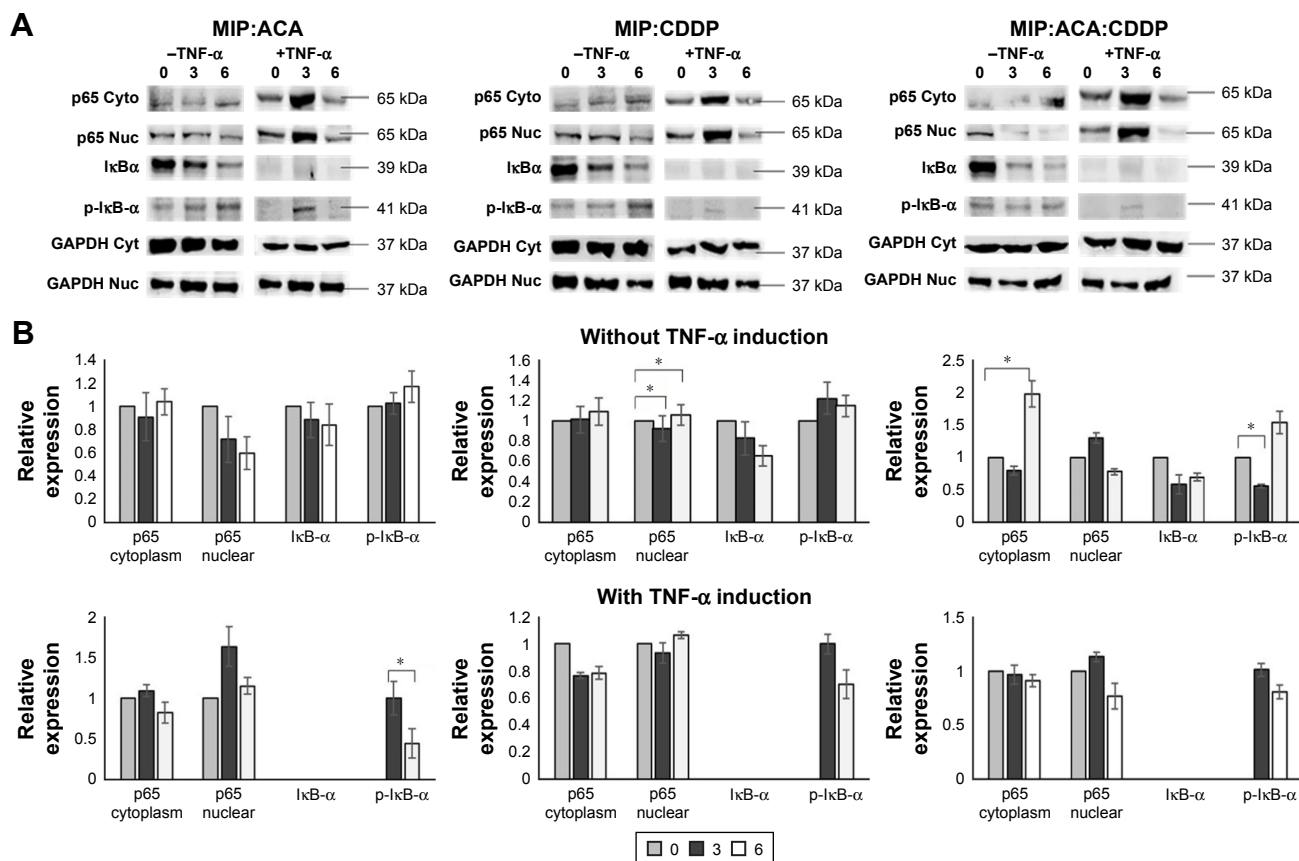 A
MIP:ACA
–TNF-α +TNF-α
0 3 6 0 3 6
p65 Cyto 65 kDa
p65 Nuc 65 kDa
IκBα 39 kDa
p-IκB-α 41 kDa
GAPDH Cyt 37 kDa
GAPDH Nuc 37 kDa
MIP:CDDP
–TNF-α +TNF-α
0 3 6 0 3 6
p65 Cyto 65 kDa
p65 Nuc 65 kDa
IκBα 39 kDa
p-IκB-α 41 kDa
GAPDH Cyt 37 kDa
GAPDH Nuc 37 kDa
MIP:ACA:CDDP
–TNF-α +TNF-α
0 3 6 0 3 6
p65 Cyto 65 kDa
p65 Nuc 65 kDa
IκBα 39 kDa
p-IκB-α 41 kDa
GAPDH Cyt 37 kDa
GAPDH Nuc 37 kDa
B
Without TNF-α induction
Relative
expression
1.4
1.2
1
0.8
0.6
0.4
0.2
0
p65
cytoplasm
p65
nuclear
IκB-α
p-IκB-α
Relative
expression
1.6
1.4
1.2
1
0.8
0.6
0.4
0.2
0
*
*
p65
cytoplasm
p65
nuclear
IκB-α
p-IκB-α
Relative
expression
2.5
2
1.5
1
0.5
0
*
*
p65
cytoplasm
p65
nuclear
IκB-α
p-IκB-α
With TNF-α induction
Relative
expression
2
1.5
1
0.5
0
*
p65
cytoplasm
p65
nuclear
IκB-α
p-IκB-α
Relative
expression
1.2
1
0.8
0.6
0.4
0.2
0
p65
cytoplasm
p65
nuclear
IκB-α
p-IκB-α
Relative
expression
1.5
1
0.5
0
p65
cytoplasm
p65
nuclear
IκB-α
p-IκB-α
0 3 6